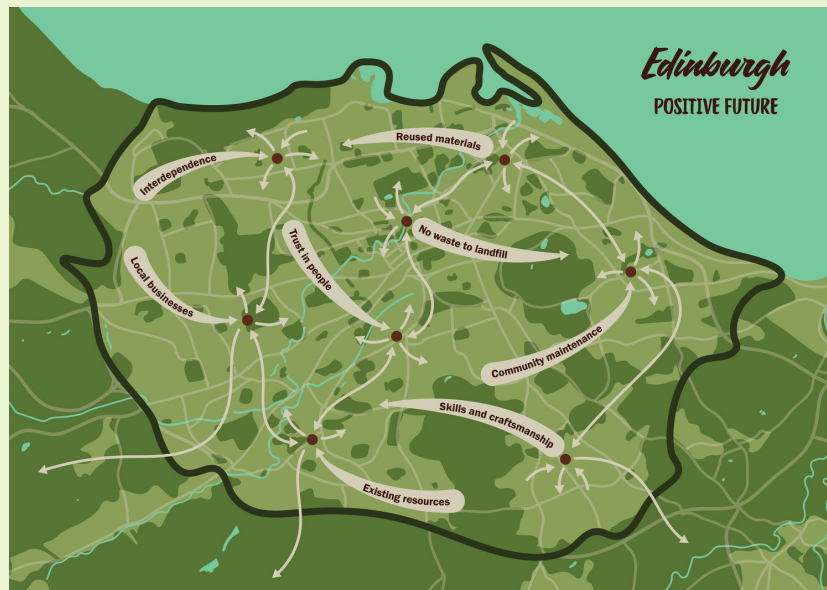 Edinburgh
POSITIVE FUTURE
Reused materials
Interdependence
No waste to landfill
Trust in people
Local businesses
Community maintenance
Skills and craftsmanship
Existing resources